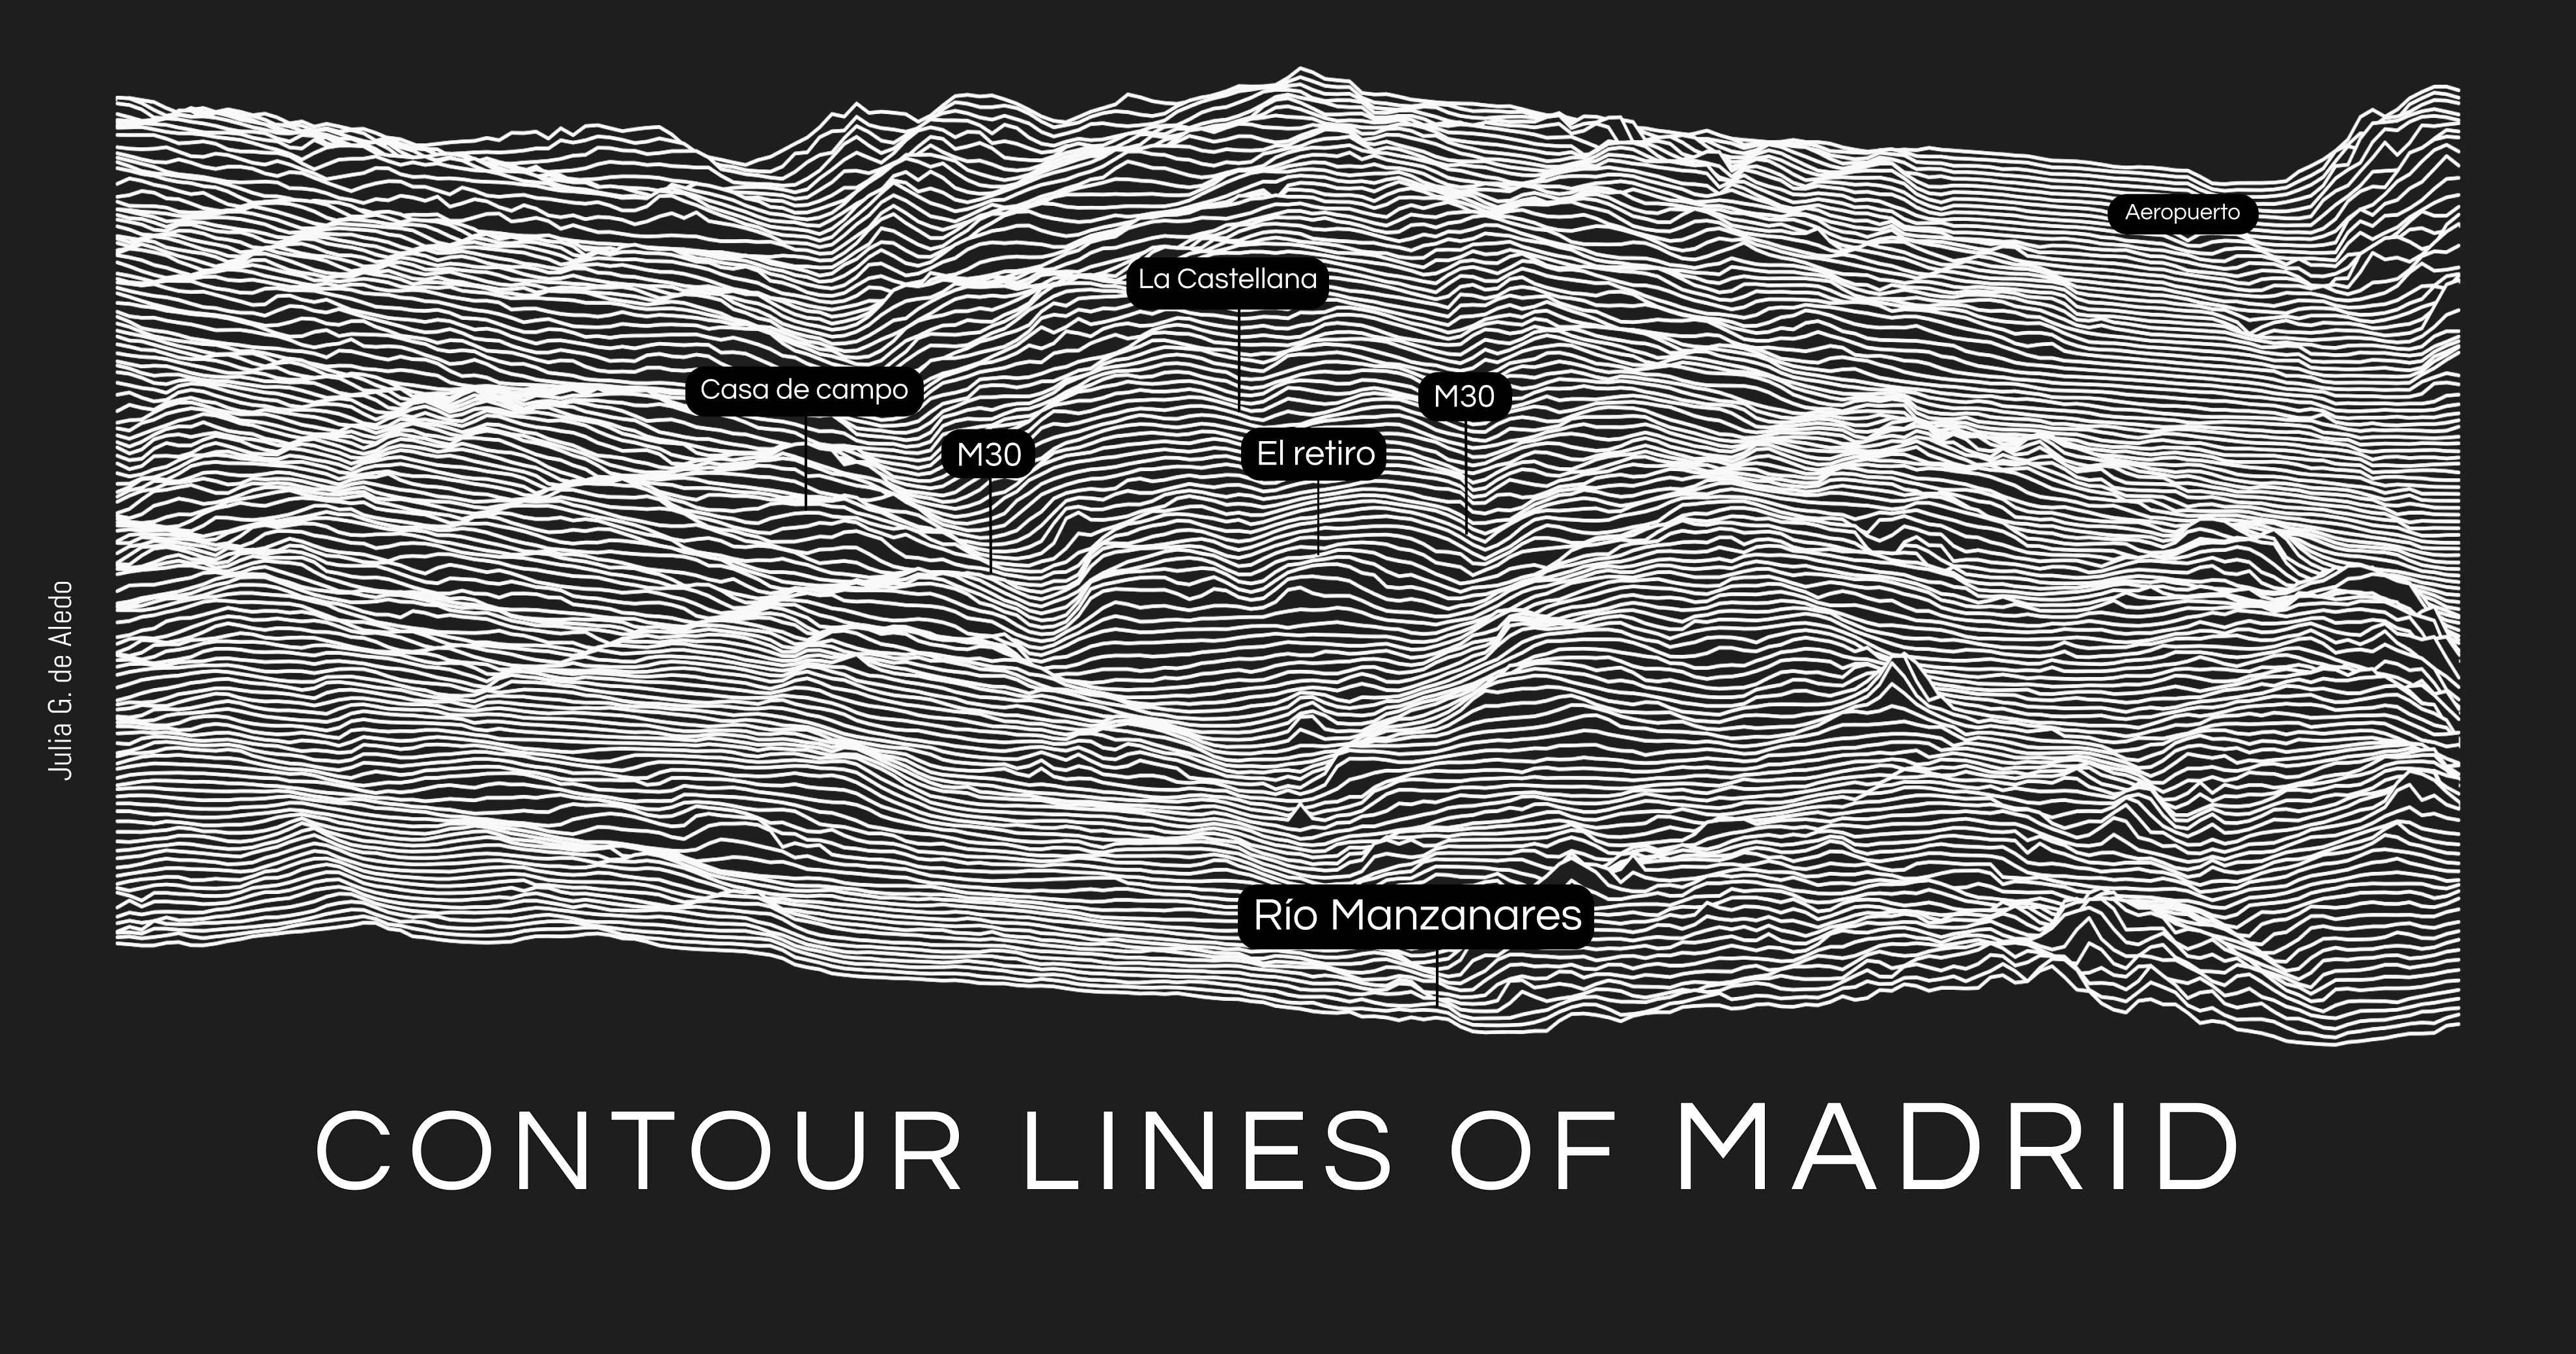 Aeropuerto
La Castellana
Casa de campo
M30
M30
El retiro
Julia G. de Aledo
Río Manzanares
CONTOUR LINES OF MADRID